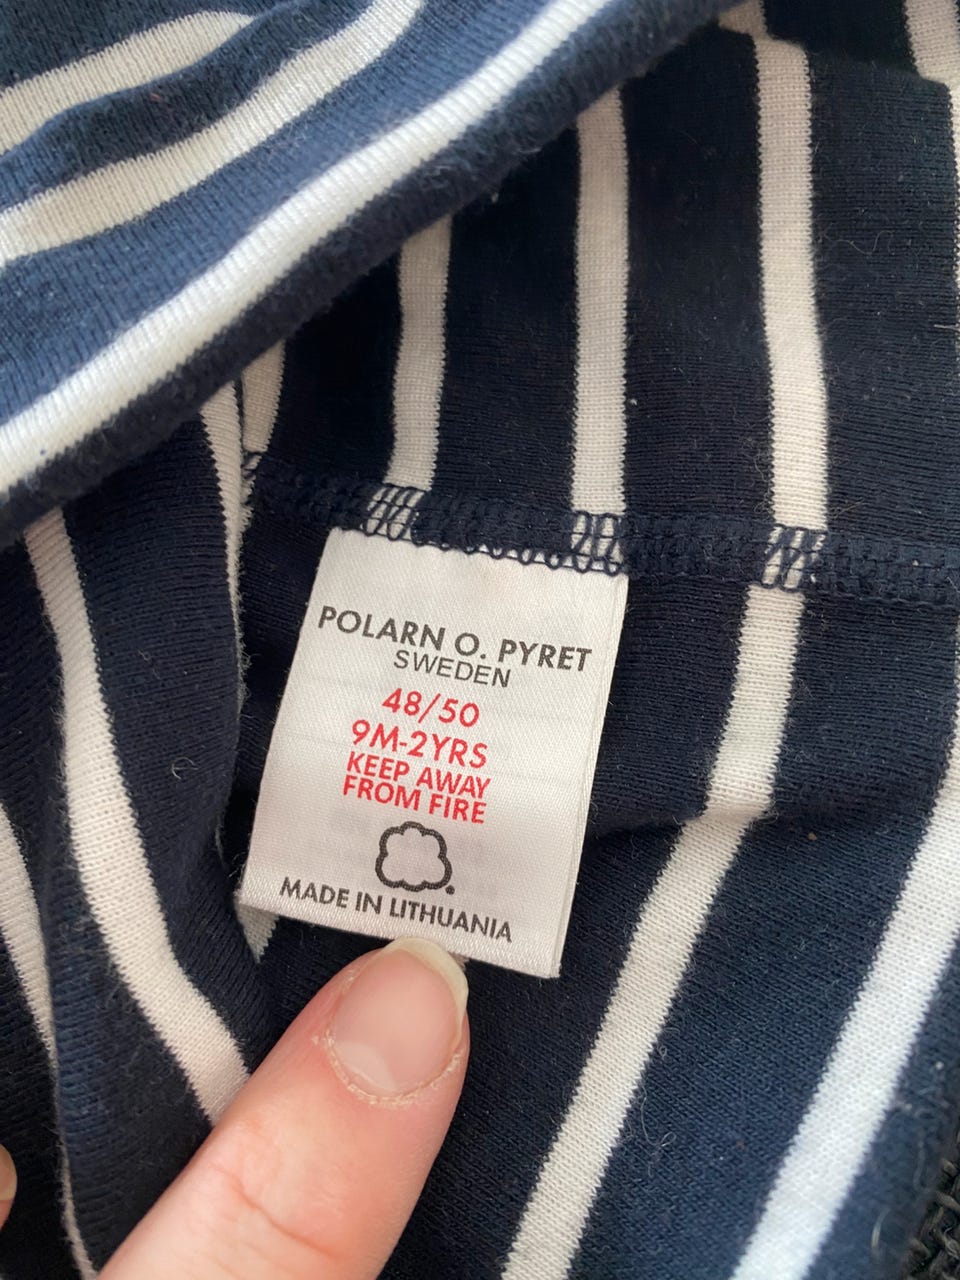 POLARN O. PYRET
SWEDEN
48/50
9M-2YRS
KEEP AWAY
FROM FIRE
MADE IN LITHUANIA